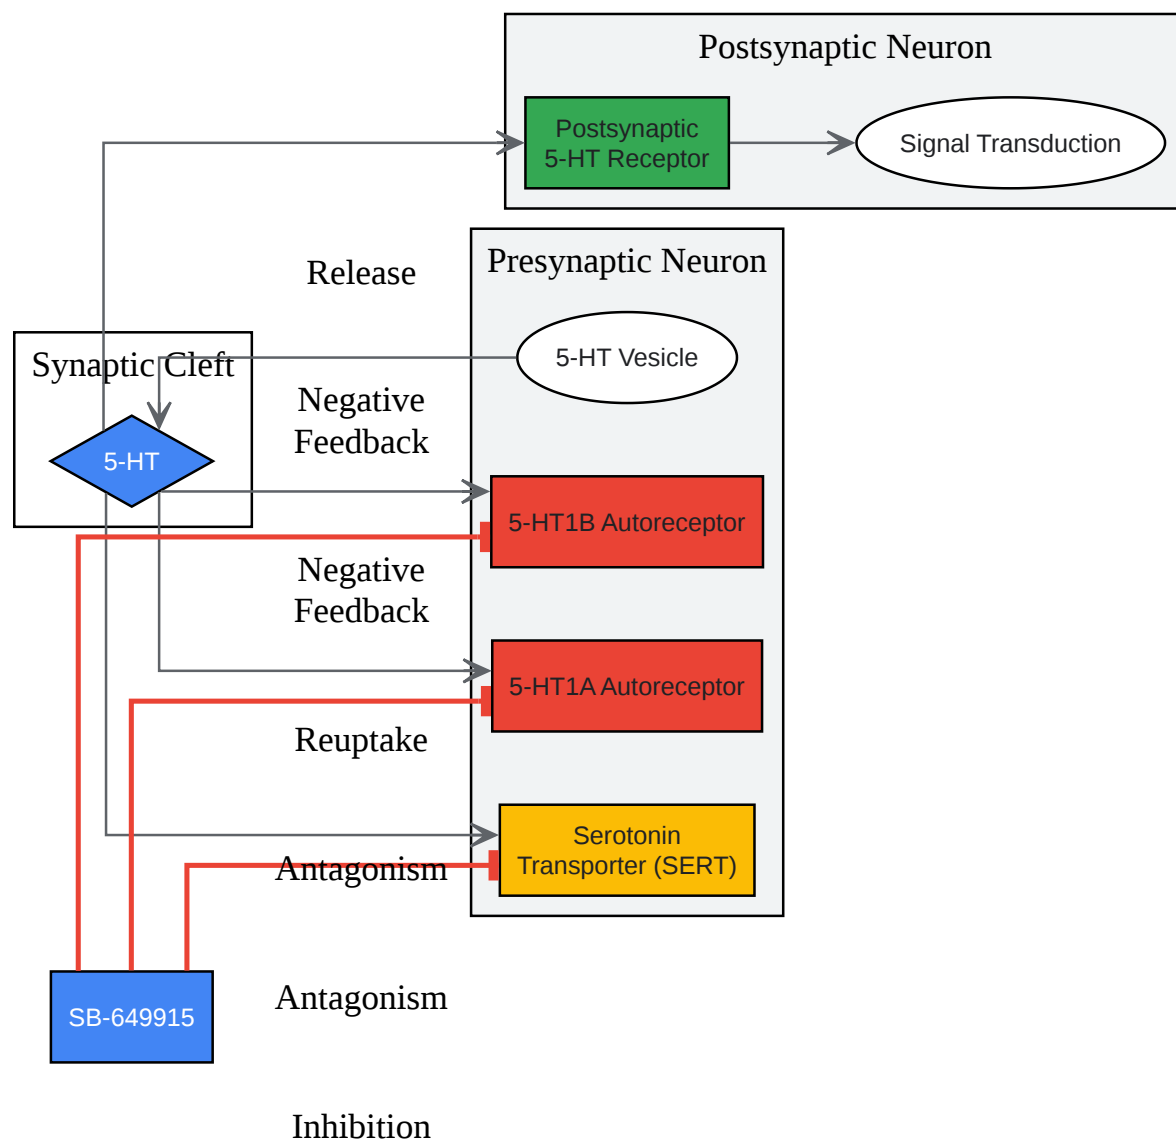 Postsynaptic Neuron
Postsynaptic
5-HT Receptor
Signal Transduction
Presynaptic Neuron
Release
5-HT Vesicle
Synaptic Cleft
Negative
Feedback
5-HT
5-HT1B Autoreceptor
Negative
Feedback
5-HT1A Autoreceptor
Reuptake
Serotonin
Transporter (SERT)
Antagonism
Antagonism
SB-649915
Inhibition